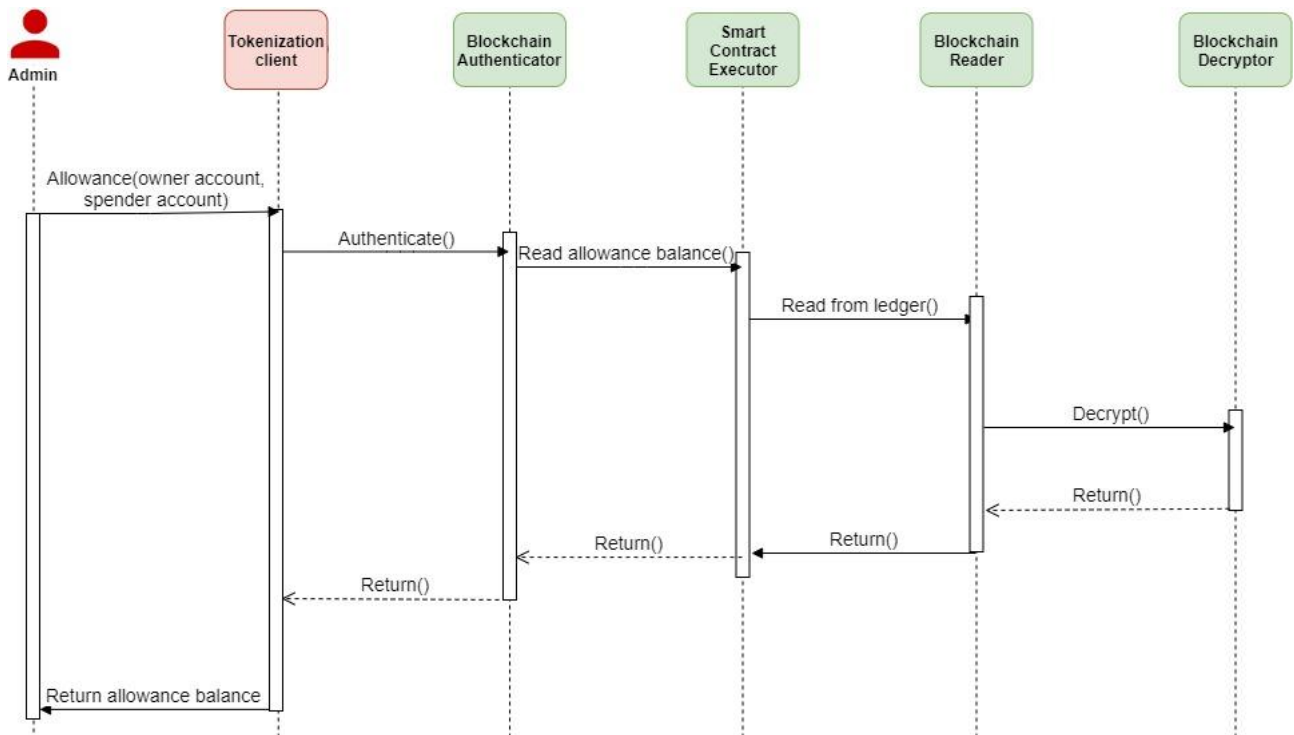 Admin
Tokenization
client
Blockchain
Authenticator
Smart
Contract
Executor
Blockchain
Reader
Blockchain
Decryptor
Allowance(owner account,
spender account)
Authenticate()
Read allowance balance()
Read from ledger()
Decrypt()
Return()
Return()
Return()
Return()
Return allowance balance